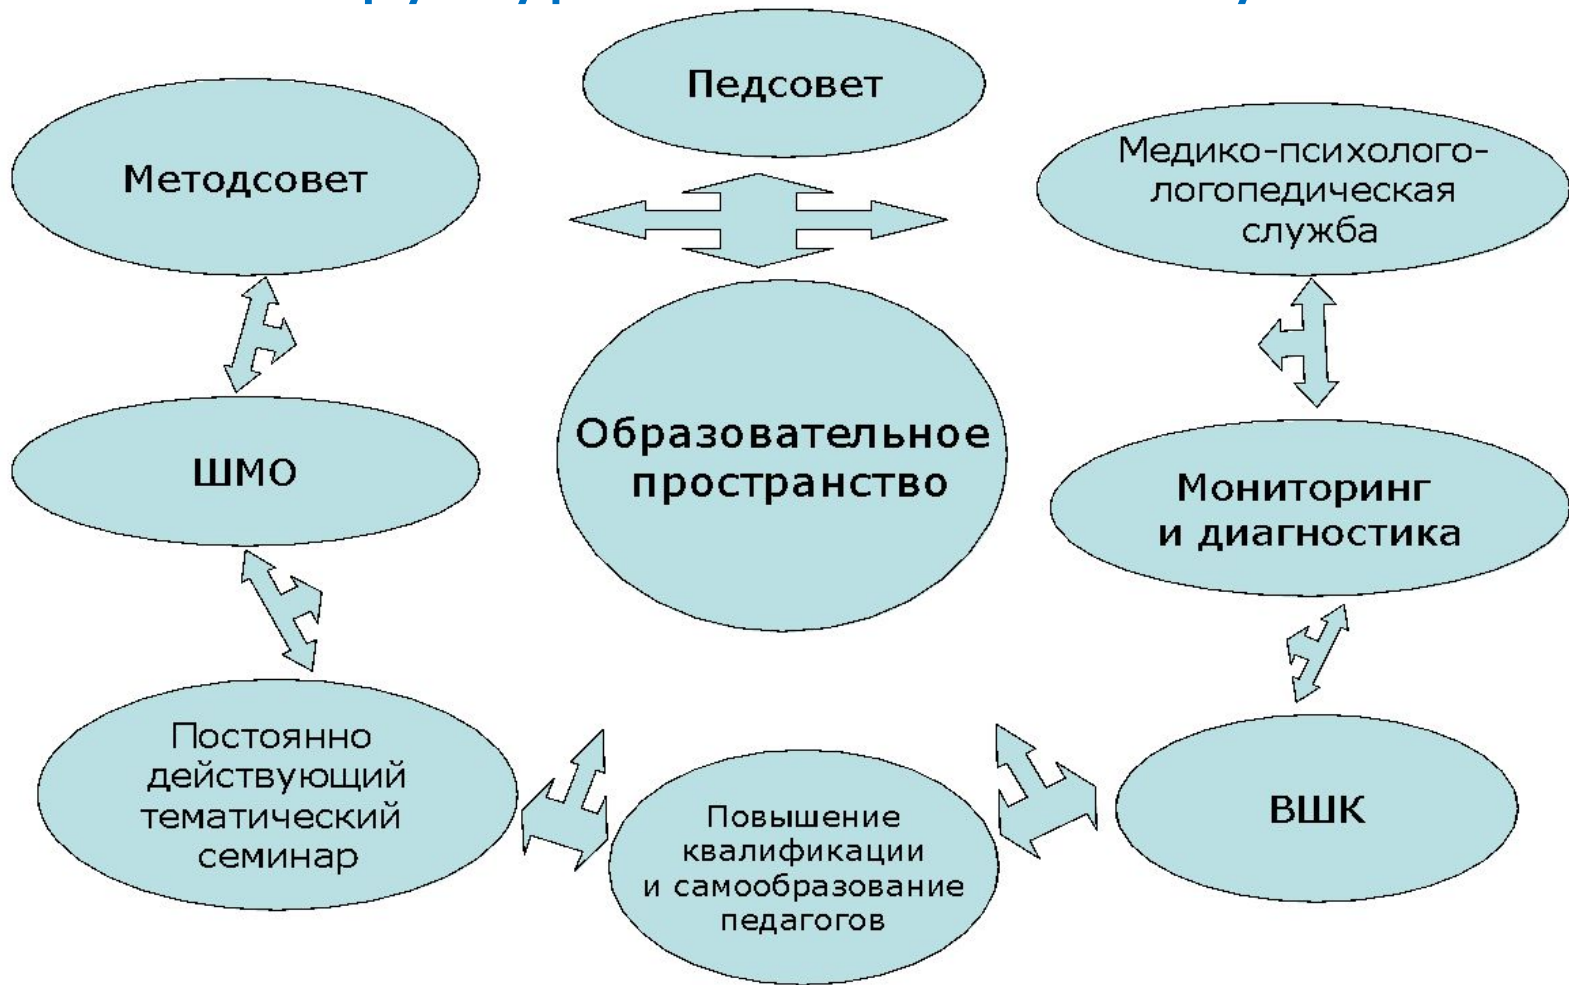 Педсовет
Методсовет
Медико-психолого-
логопедическая
служба
Образовательное
пространство
ШМО
Мониторинг
и диагностика
Постоянно
действующий
тематический
семинар
Повышение
квалификации
и самообразование
педагогов
ВШК